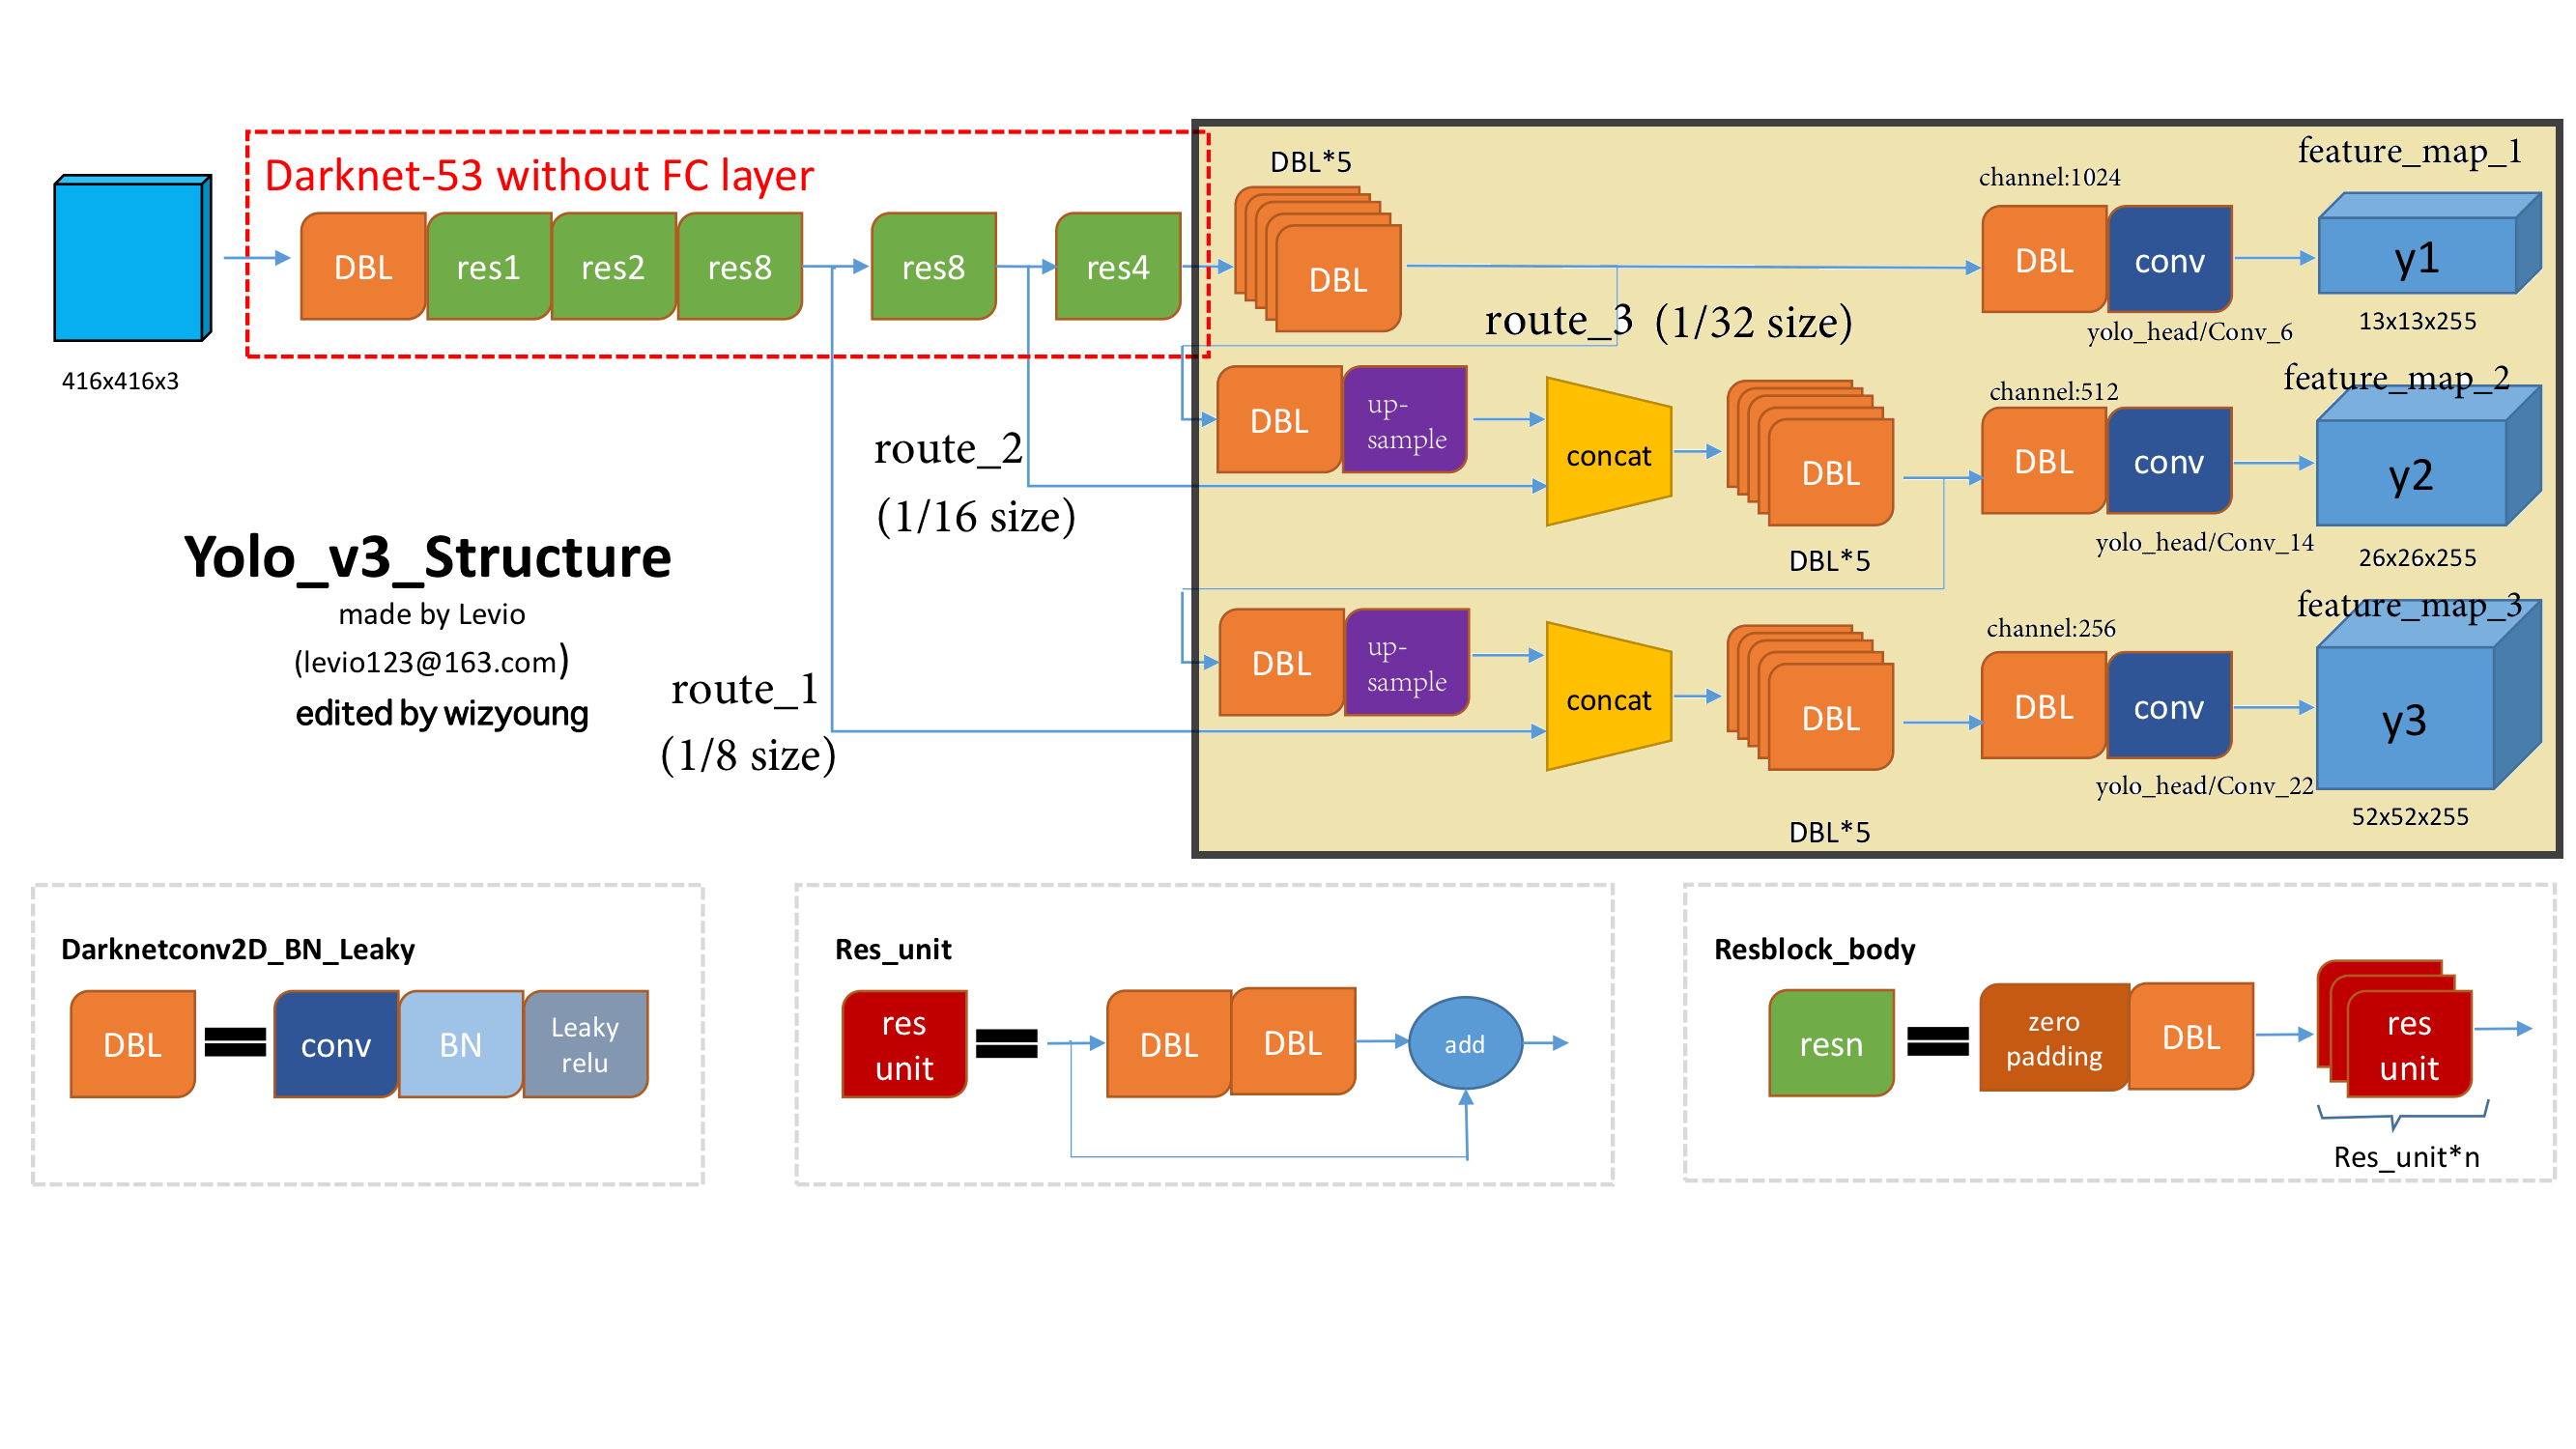 Darknet-53 without FC layer
DBL
res1
res2
res8
res8
res4
416x416x3
DBL*5
DBL
route_3 (1/32 size)
channel:1024
DBL
conv
yolo_head/Conv_6
feature_map_1
y1
13x13x255
DBL
up-
sample
concat
DBL
DBL*5
channel:512
DBL
conv
yolo_head/Conv_14
feature_map_2
y2
26x26x255
route_2
(1/16 size)
Yolo_v3_Structure
made by Levio
(levio123@163.com)
edited by wizyoung
route_1
(1/8 size)
DBL
up-
sample
concat
DBL
DBL*5
channel:256
DBL
conv
yolo_head/Conv_22
feature_map_3
y3
52x52x255
Darknetconv2D_BN_Leaky
DBL
conv
BN
Leaky
relu
Res_unit
res
unit
DBL
DBL
add
Resblock_body
resn
zero
padding
DBL
res
unit
Res_unit*n